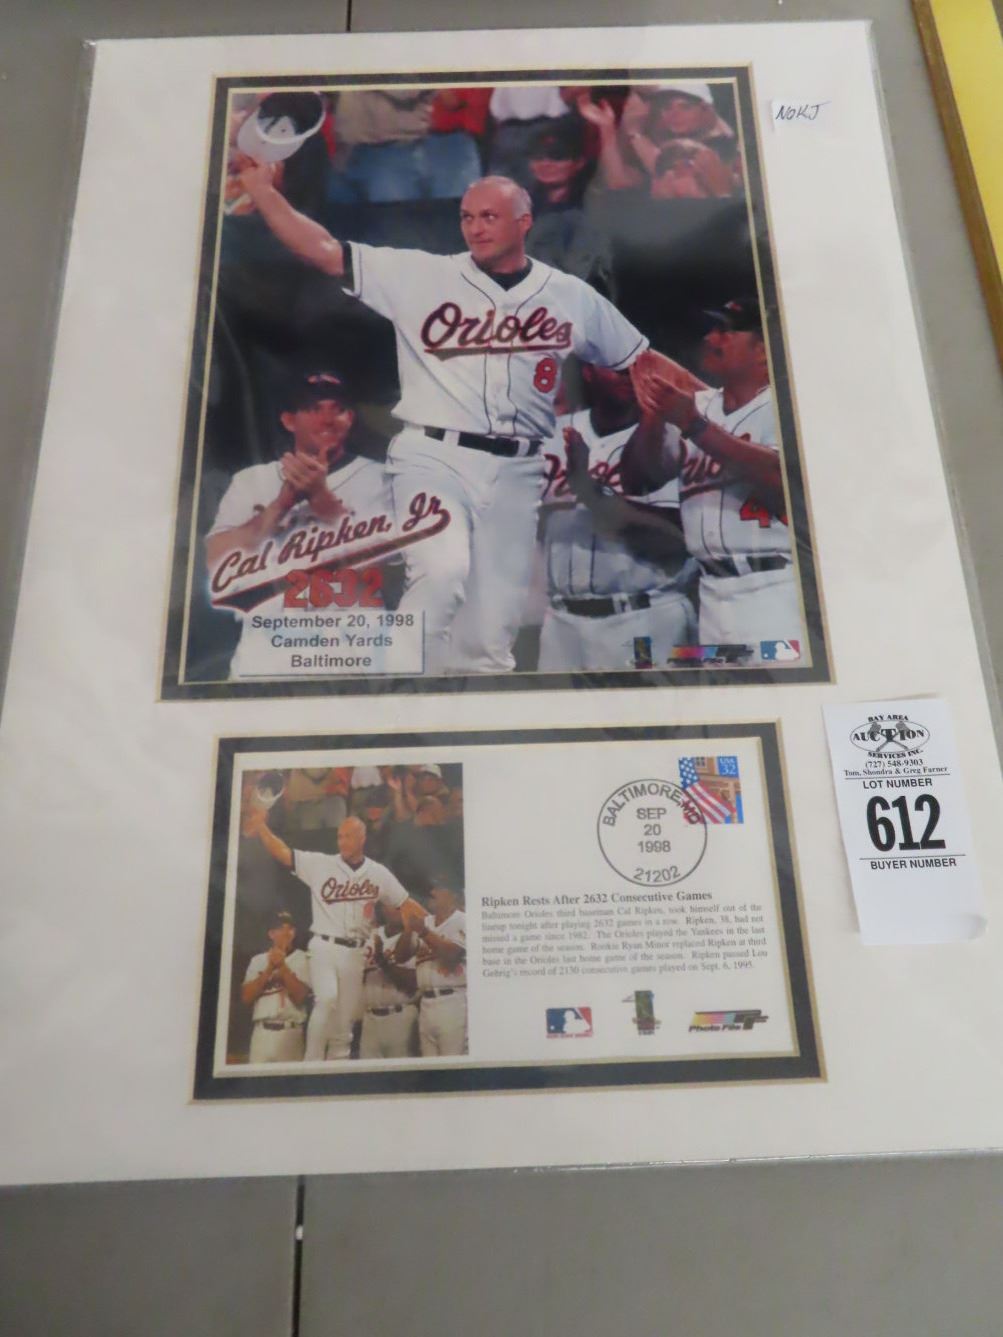 NOKJ
Orioles
8
4
Cal Ripken, Jr
2632
September 20, 1998
Camden Yards
Baltimore
BAY AREA
AUCTION
SERVICES INC.
(727) 548-9303
Tom, Shondra & Greg Farner
LOT NUMBER
612
BUYER NUMBER
USA
32
BALTIMORE, MD
SEP
20
1998
21202
Orioles
Ripken Rests After 2632 Consecutive Games
Baltimore Orioles third baseman Cal Ripken, took himself out of the
lineup tonight after playing 2632 games in a row. Ripken, 38, had not
missed a game since 1982. The Orioles played the Yankees in the last
home game of the season. Rookie Ryan Minor replaced Ripken at third
base in the Orioles last home game of the season. Ripken passed Lou
Gehrig's record of 2130 consecutive games played on Sept. 6, 1995.
Photo File